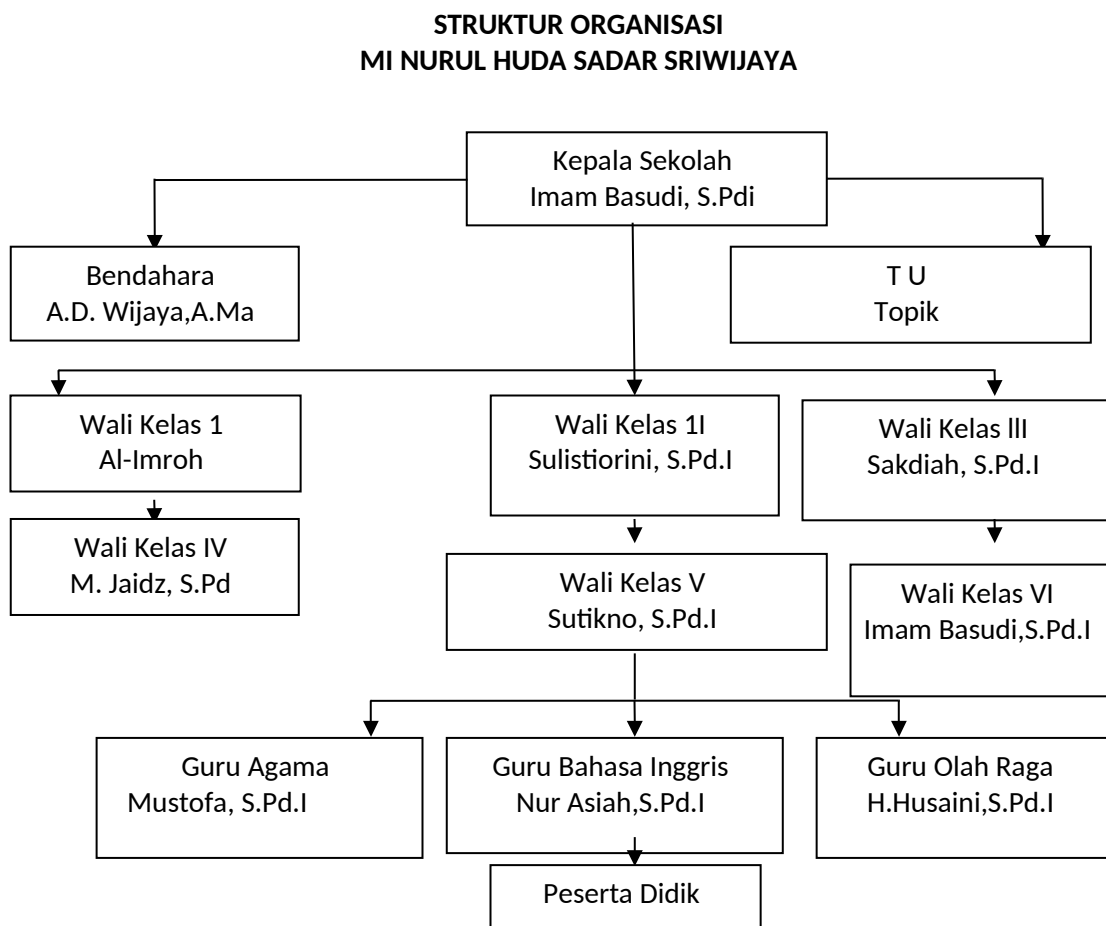 STRUKTUR ORGANISASI
MI NURUL HUDA SADAR SRIWIJAYA
Kepala Sekolah
Imam Basudi, S.Pdi
Bendahara
A.D. Wijaya,A.Ma
T U
Topik
Wali Kelas 1
Al-Imroh
Wali Kelas 1I
Sulistiorini, S.Pd.I
Wali Kelas lII
Sakdiah, S.Pd.I
Wali Kelas IV
M. Jaidz, S.Pd
Wali Kelas V
Sutikno, S.Pd.I
Wali Kelas VI
Imam Basudi,S.Pd.I
Guru Agama
Mustofa, S.Pd.I
Guru Bahasa Inggris
Nur Asiah,S.Pd.I
Guru Olah Raga
H.Husaini,S.Pd.I
Peserta Didik